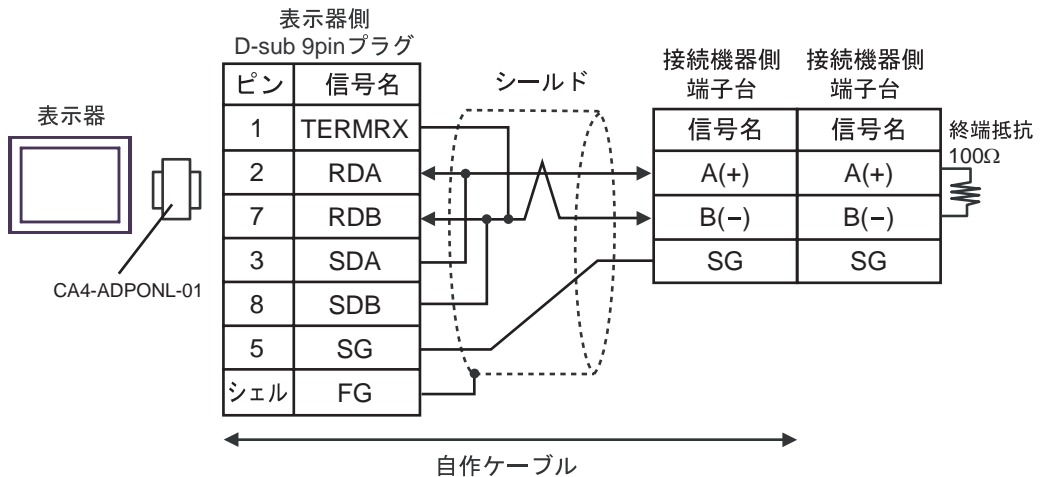 表示器側
D-sub 9pinプラグ
ピン 信号名
1 TERMRX
2 RDA
7 RDB
3 SDA
8 SDB
5 SG
シェル FG
表示器
CA4-ADPONL-01
シールド
接続機器側
端子台
信号名
A(+)
B(−)
SG
接続機器側
端子台
信号名
A(+)
B(−)
SG
終端抵抗
100Ω
自作ケーブル